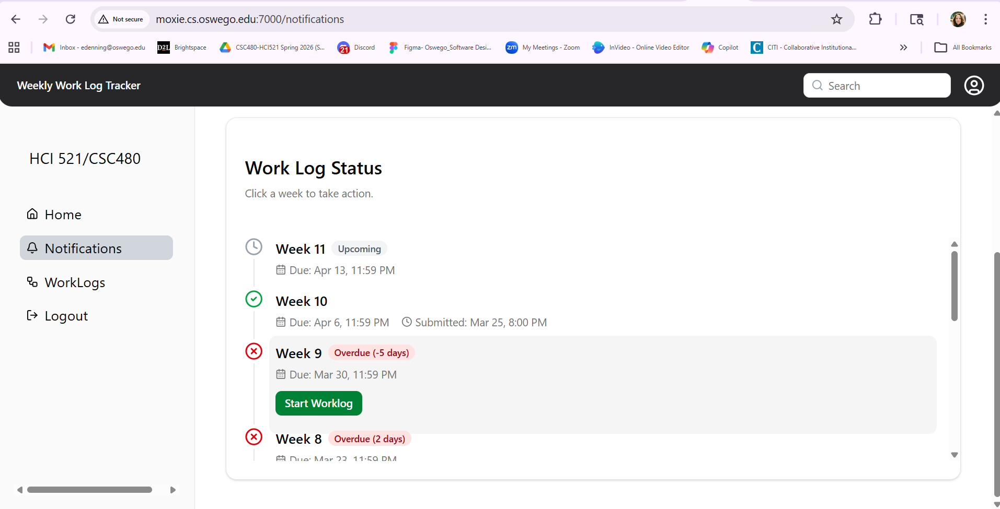 Not secure
moxie.cs.oswego.edu:7000/notifications
Inbox - edenning@oswego.edu
D2L Brightspace
CSC480-HCI521 Spring 2026 (S...
21 Discord
Figma- Oswego_Software Desi...
zm My Meetings - Zoom
InVideo - Online Video Editor
Copilot
C CITI - Collaborative Instituiona...
All Bookmarks
Weekly Work Log Tracker
Search
HCI 521/CSC480
Home
Notifications
WorkLogs
Logout
Work Log Status
Click a week to take action.
Week 11 Upcoming
Due: Apr 13, 11:59 PM
Week 10
Due: Apr 6, 11:59 PM Submitted: Mar 25, 8:00 PM
Week 9 Overdue (-5 days)
Due: Mar 30, 11:59 PM
Start Worklog
Week 8 Overdue (2 days)
Due: Mar 23, 11:59 PM